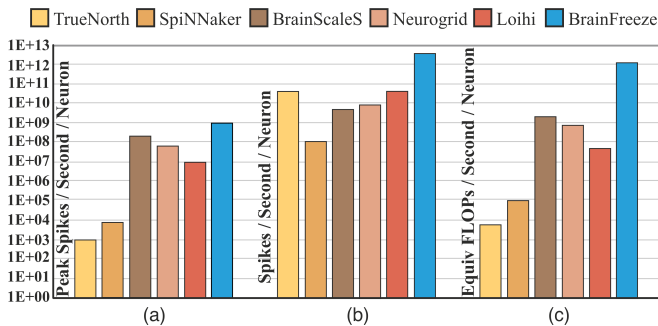 TrueNorth SpiNNaker BrainScaleS Neurogrid Loihi BrainFreeze
1E+13
1E+12
1E+11
1E+10
1E+09
1E+08
1E+07
1E+06
1E+05
1E+04
1E+03
1E+02
1E+01
1E+00
Peak Spikes / Second / Neuron
Spikes / Second / Neuron
Equiv FLOPs / Second / Neuron
(a) (b) (c)